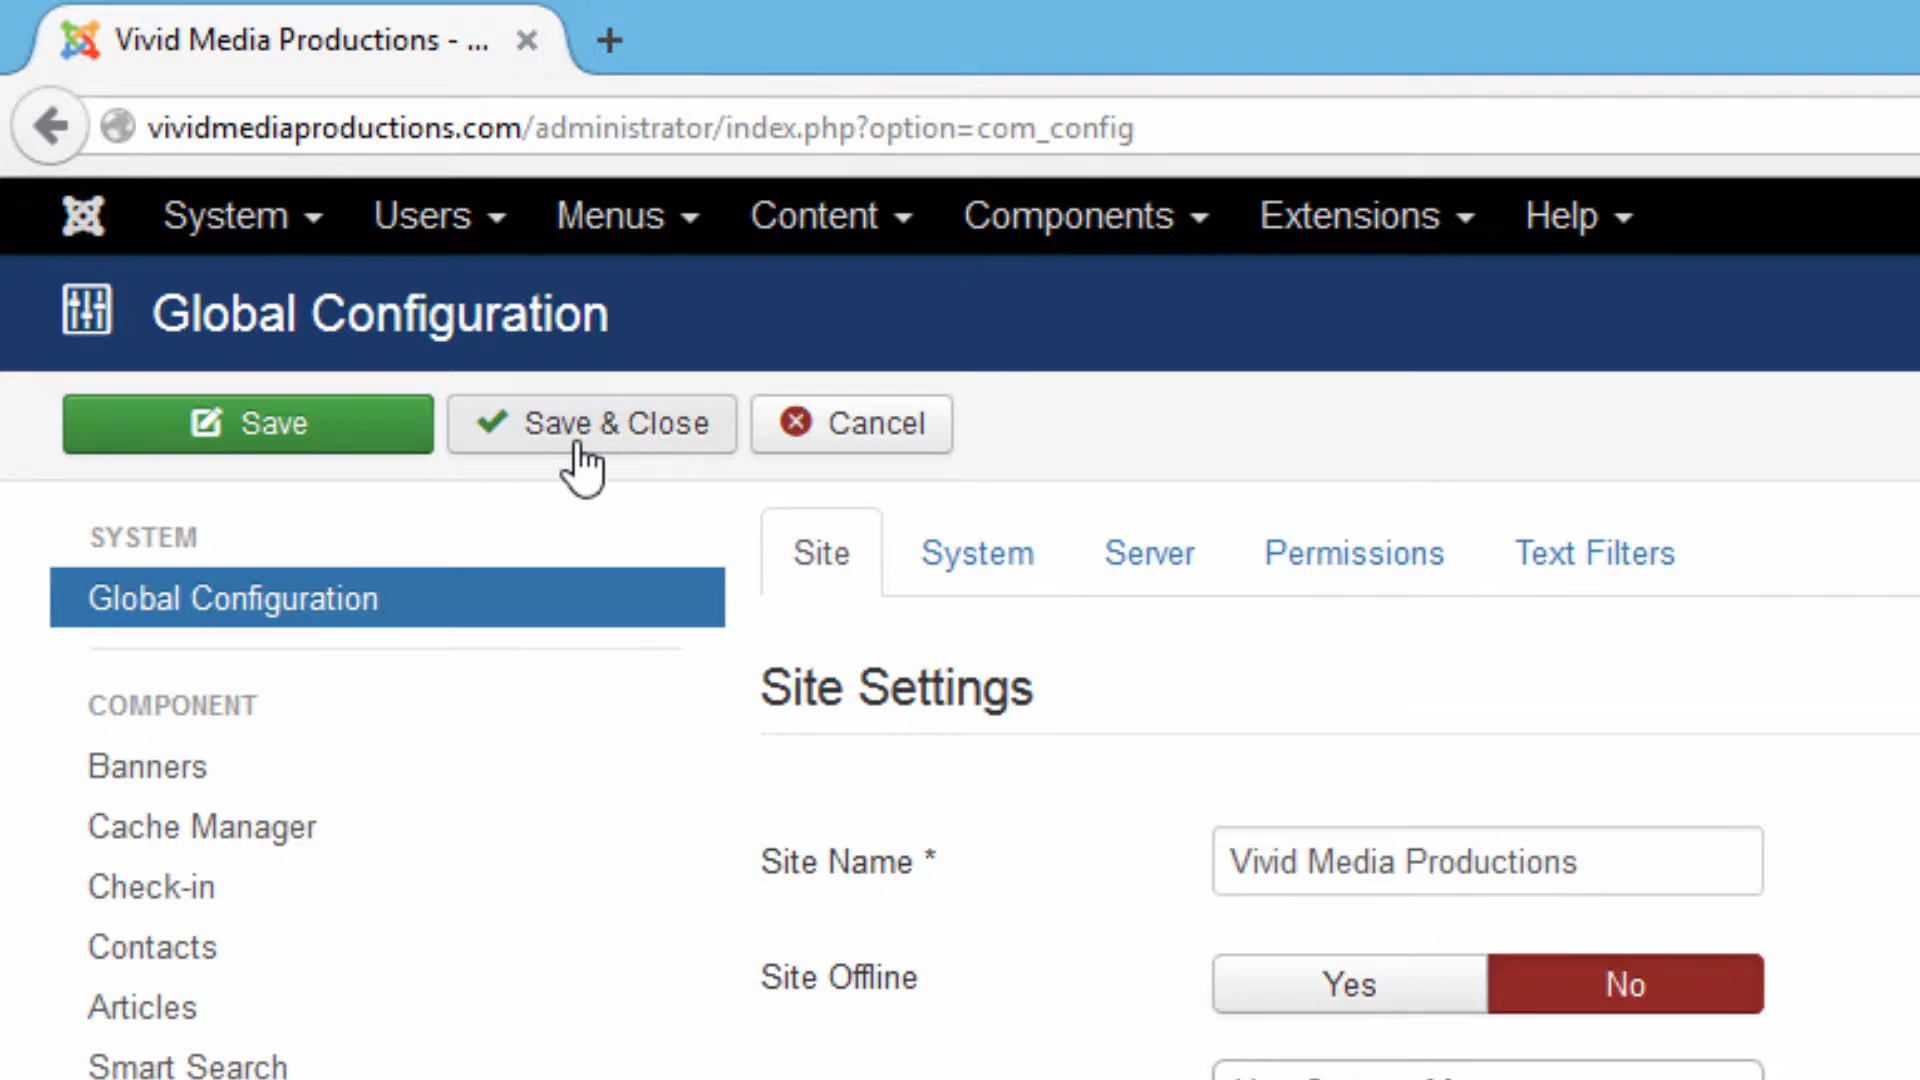 Vivid Media Productions - ...
vividmediaproductions.com/administrator/index.php?option=com_config
System Users Menus Content Components Extensions Help
Global Configuration
Save Save & Close Cancel
SYSTEM
Global Configuration
COMPONENT
Banners
Cache Manager
Check-in
Contacts
Articles
Smart Search
Site System Server Permissions Text Filters
Site Settings
Site Name * Vivid Media Productions
Site Offline Yes No